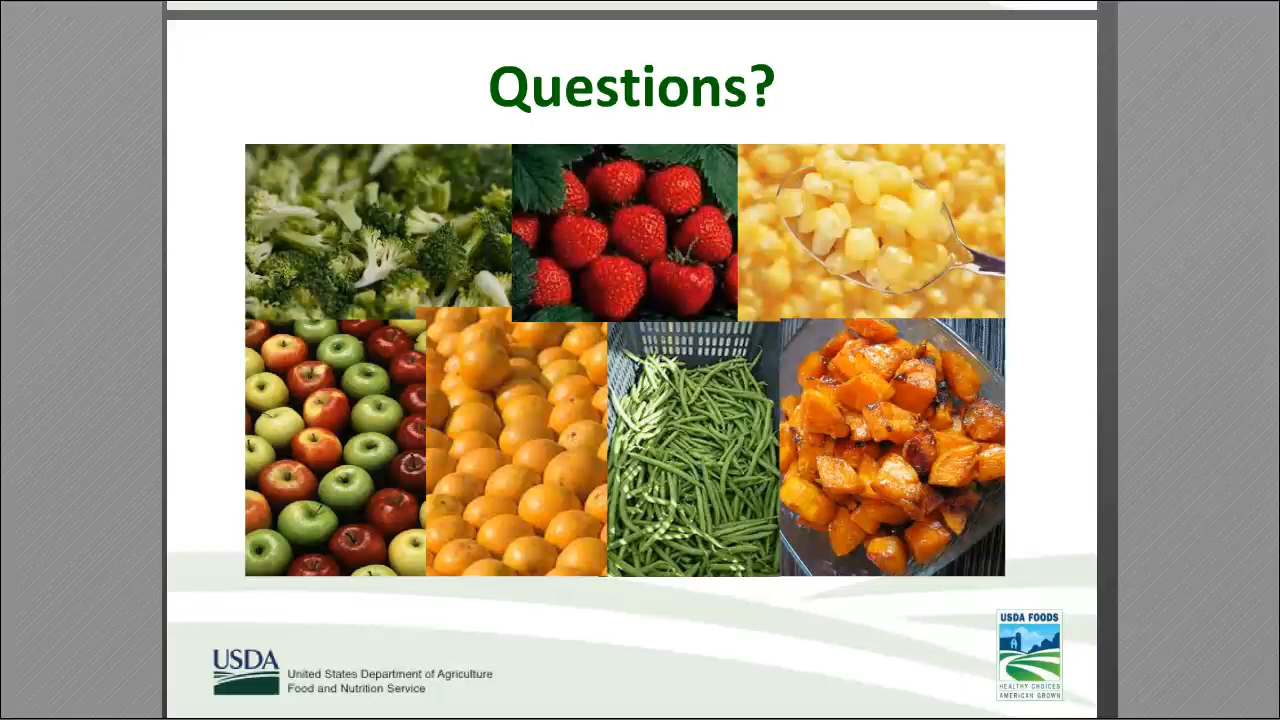 Questions?
USDA
United States Department of Agriculture
Food and Nutrition Service
USDA FOODS
HEALTHY CHOICES
AMERICAN GROWN